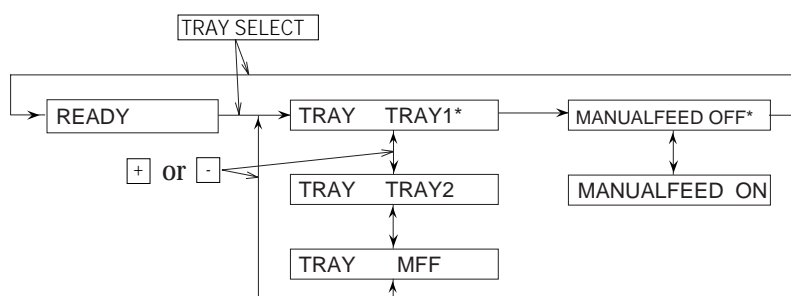 TRAY SELECT
READY
TRAY TRAY1*
MANUALFEED OFF*
+ or -
TRAY TRAY2
MANUALFEED ON
TRAY MFF